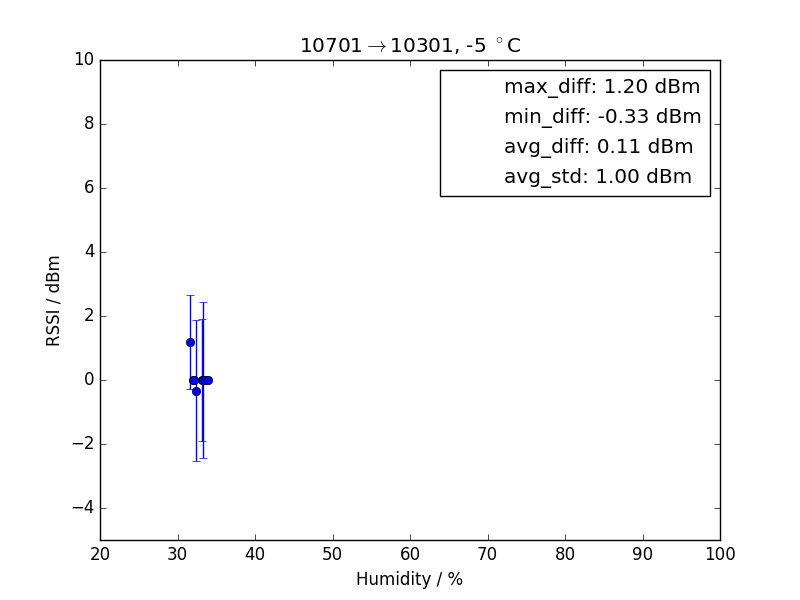 10701→10301, -5 °C
max_diff: 1.20 dBm
min_diff: -0.33 dBm
avg_diff: 0.11 dBm
avg_std: 1.00 dBm
10
8
6
4
2
0
−2
−4
RSSI / dBm
20 30 40 50 60 70 80 90 100
Humidity / %